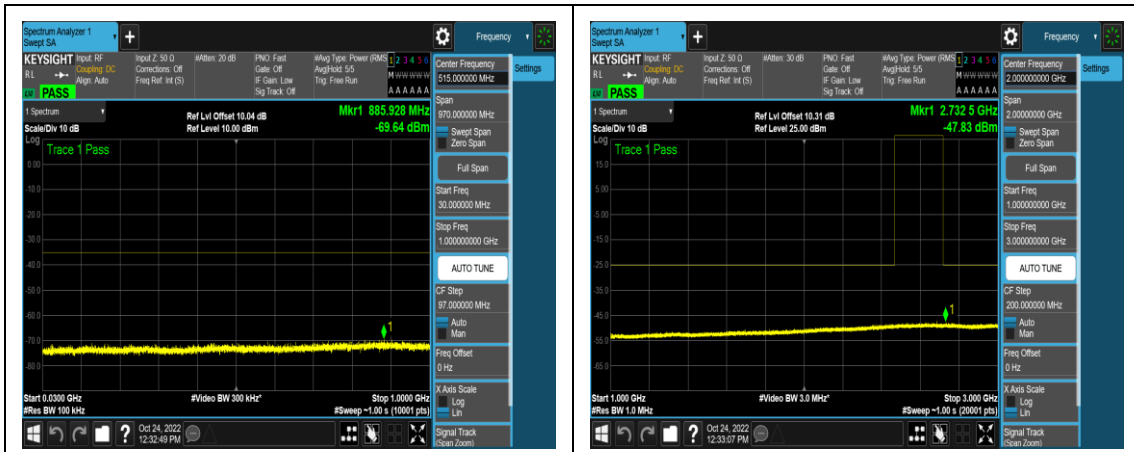 Spectrum Analyzer 1
Swept SA
+
Frequency
KEYSIGHT
RL
PASS
Input: RF
Coupling: DC
Align: Auto
Input Z: 50 Ω
Corrections: Off
Freq Ref: Int (S)
#Atten: 20 dB
PNO: Fast
Gate: Off
IF Gain: Low
Sig Track: Off
#Avg Type: Power (RMS
Avg|Hold: 5/5
Trig: Free Run
1 2 3 4 5 6
M W W W W W
A A A A A A
1 Spectrum
Scale/Div 10 dB
Ref Lvl Offset 10.04 dB
Ref Level 10.00 dBm
Mkr1 885.928 MHz
-69.64 dBm
Log
Trace 1 Pass
0.00
-10.0
-20.0
-30.0
-40.0
-50.0
-60.0
-70.0
-80.0
1
Start 0.0300 GHz
#Res BW 100 kHz
#Video BW 300 kHz*
Stop 1.0000 GHz
#Sweep ~1.00 s (10001 pts)
Oct 24, 2022
12:32:49 PM
Center Frequency
515.000000 MHz
Settings
Span
970.000000 MHz
Swept Span
Zero Span
Full Span
Start Freq
30.000000 MHz
Stop Freq
1.000000000 GHz
AUTO TUNE
CF Step
97.000000 MHz
Auto
Man
Freq Offset
0 Hz
X Axis Scale
Log
Lin
Signal Track
(Span Zoom)
Spectrum Analyzer 1
Swept SA
+
Frequency
KEYSIGHT
RL
PASS
Input: RF
Coupling: DC
Align: Auto
Input Z: 50 Ω
Corrections: Off
Freq Ref: Int (S)
#Atten: 30 dB
PNO: Fast
Gate: Off
IF Gain: Low
Sig Track: Off
#Avg Type: Power (RMS
Avg|Hold: 5/5
Trig: Free Run
1 2 3 4 5 6
M W W W W W
A A A A A A
1 Spectrum
Scale/Div 10 dB
Ref Lvl Offset 10.31 dB
Ref Level 25.00 dBm
Mkr1 2.732 5 GHz
-47.83 dBm
Log
Trace 1 Pass
15.0
5.00
-5.00
-15.0
-25.0
-35.0
-45.0
-55.0
-65.0
1
Start 1.000 GHz
#Res BW 1.0 MHz
#Video BW 3.0 MHz*
Stop 3.000 GHz
#Sweep ~1.00 s (20001 pts)
Oct 24, 2022
12:33:07 PM
Center Frequency
2.000000000 GHz
Settings
Span
2.00000000 GHz
Swept Span
Zero Span
Full Span
Start Freq
1.000000000 GHz
Stop Freq
3.000000000 GHz
AUTO TUNE
CF Step
200.000000 MHz
Auto
Man
Freq Offset
0 Hz
X Axis Scale
Log
Lin
Signal Track
(Span Zoom)